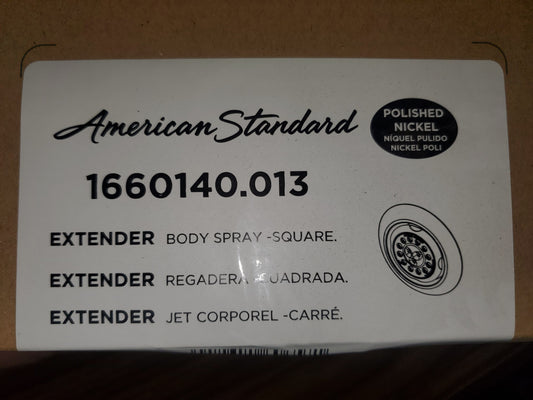 American Standard
POLISHED
NICKEL
NÍQUEL PULIDO
NICKEL POLI
1660140.013
EXTENDER BODY SPRAY -SQUARE.
EXTENDER REGADERA CUADRADA.
EXTENDER JET CORPOREL -CARRÉ.